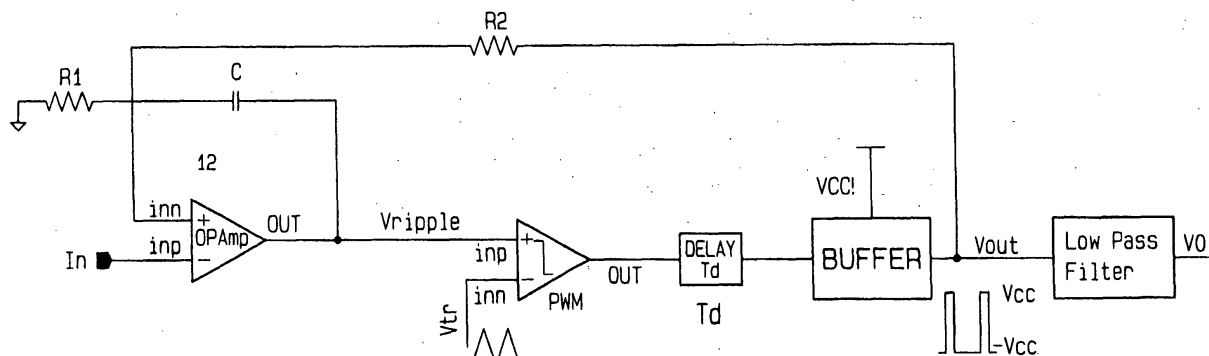 R2
R1
C
12
inn
+
OPAmp
OUT
inp
-
In
Vripple
inp
+
-
inn
PWM
OUT
Vtr
DELAY
Td
Td
VCC!
BUFFER
Vout
Vcc
-Vcc
Low Pass
Filter
VO